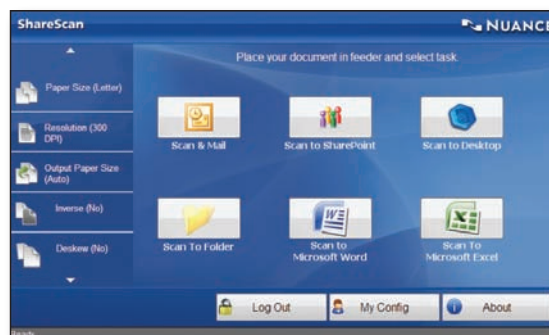 ShareScan
NUANCE
Place your document in feeder and select task.
Paper Size (Letter)
Resolution (300
DPI)
Output Paper Size
(Auto)
Inverse (No)
Deskew (No)
Scan & Mail
Scan to SharePoint
Scan to Desktop
Scan To Folder
Scan to
Microsoft Word
Scan To
Microsoft Excel
Log Out
My Config
About
Ready